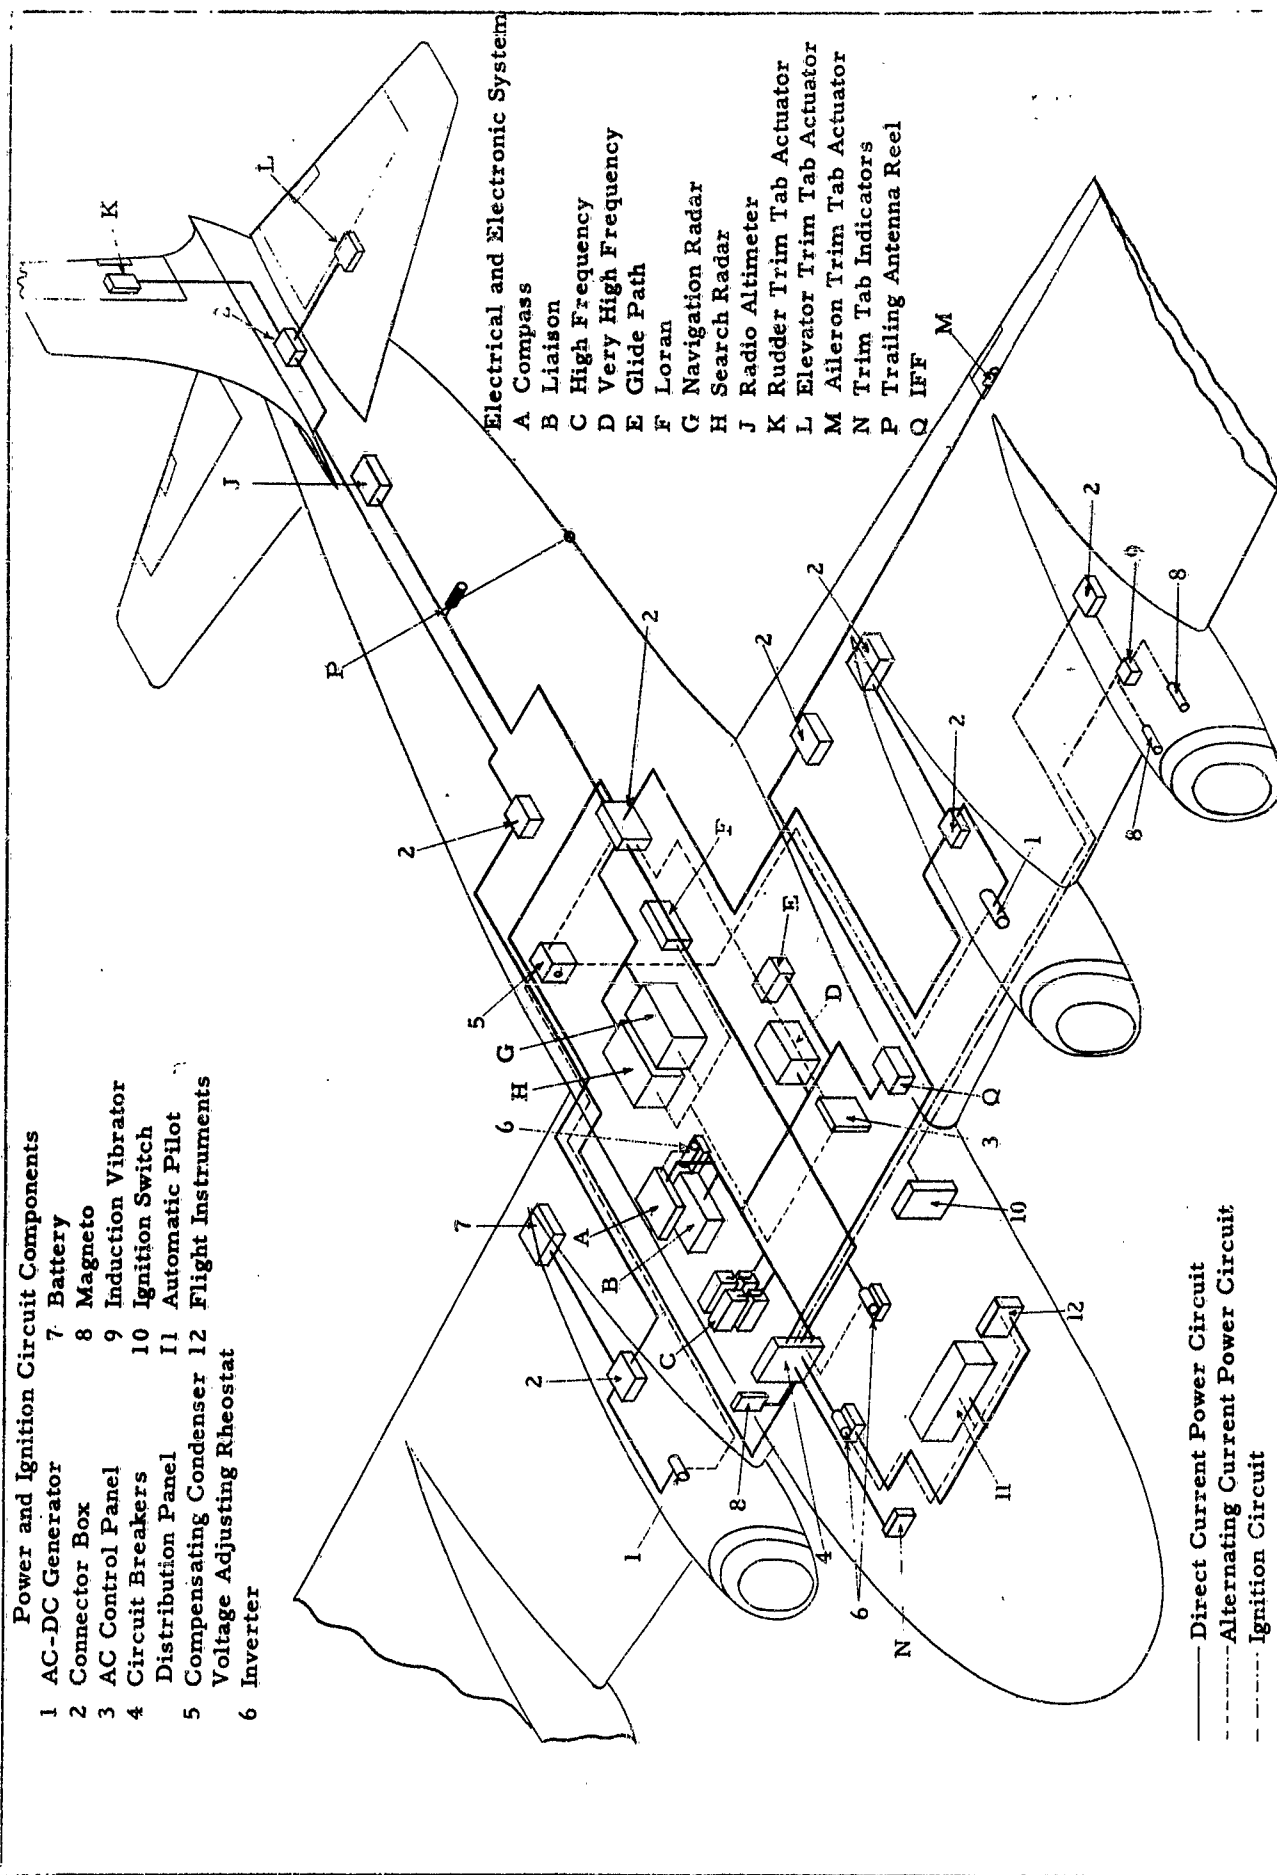 Power and Ignition Circuit Components
1 AC-DC Generator
2 Connector Box
3 AC Control Panel
4 Circuit Breakers
Distribution Panel
5 Compensating Condenser
Voltage Adjusting Rheostat
6 Inverter
7 Battery
8 Magneto
9 Induction Vibrator
10 Ignition Switch
11 Automatic Pilot
12 Flight Instruments
Electrical and Electronic System
A Compass
B Liaison
C High Frequency
D Very High Frequency
E Glide Path
F Loran
G Navigation Radar
H Search Radar
J Radio Altimeter
K Rudder Trim Tab Actuator
L Elevator Trim Tab Actuator
M Aileron Trim Tab Actuator
N Trim Tab Indicators
P Trailing Antenna Reel
Q IFF
K
L
J
P
2
2
5
G
H
6
7
A
B
C
2
1
8
4
6
N
11
12
10
3
Q
D
E
F
2
2
2
1
M
2
9
8
8
Direct Current Power Circuit
Alternating Current Power Circuit
Ignition Circuit